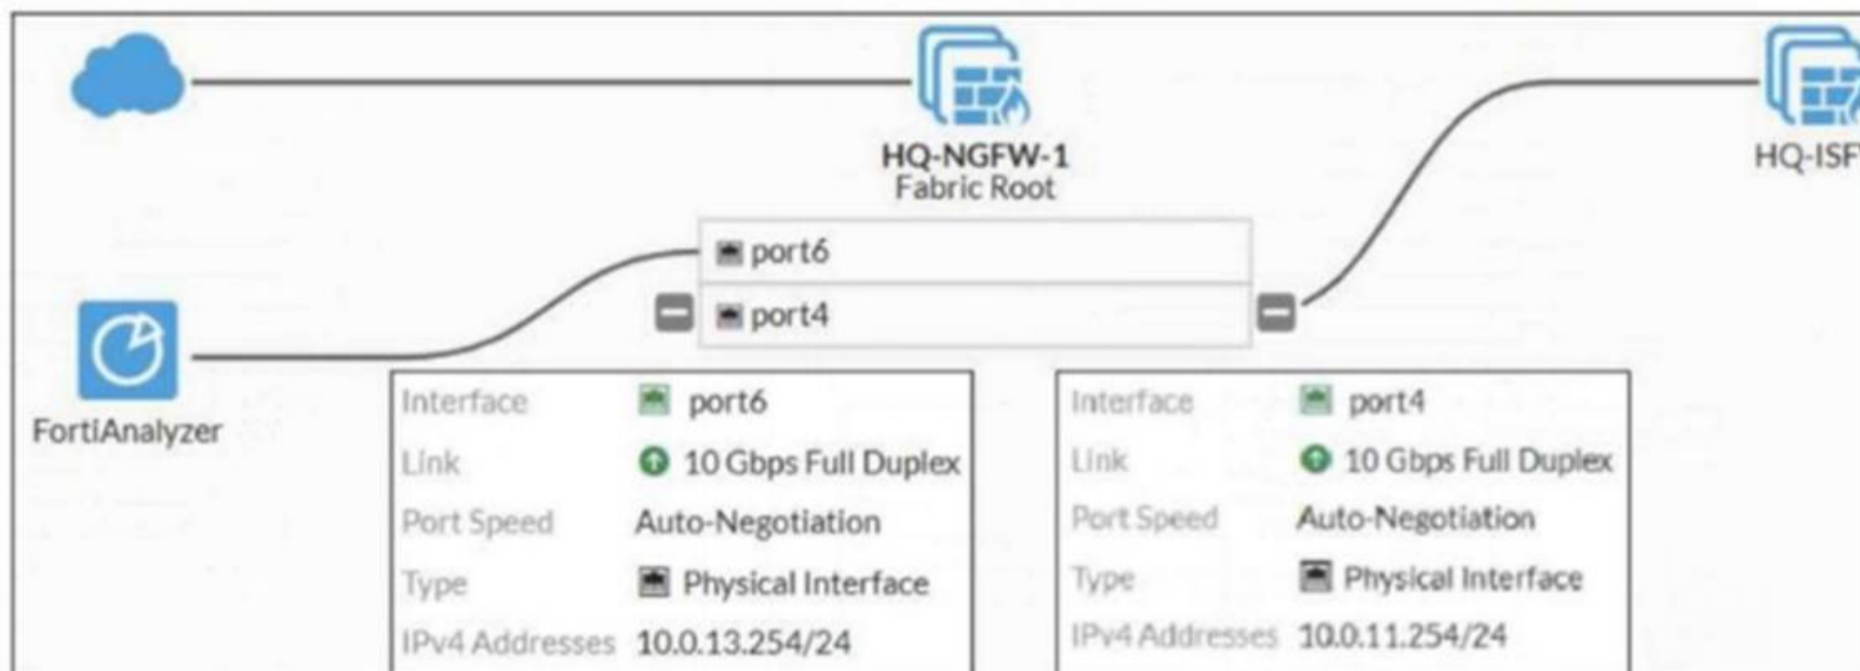 HQ-NGFW-1
Fabric Root
HQ-ISF
port6
port4
FortiAnalyzer
Interface port6
Link 10 Gbps Full Duplex
Port Speed Auto-Negotiation
Type Physical Interface
IPv4 Addresses 10.0.13.254/24
Interface port4
Link 10 Gbps Full Duplex
Port Speed Auto-Negotiation
Type Physical Interface
IPv4 Addresses 10.0.11.254/24